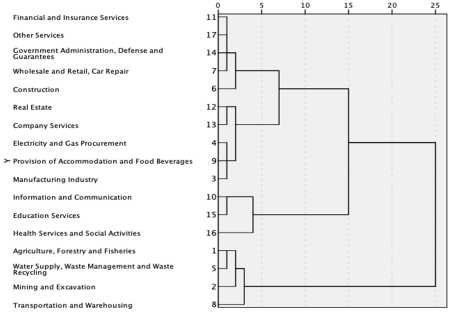 0 5 10 15 20 25
Financial and Insurance Services 11
Other Services 17
Government Administration, Defense and
Guarantees 14
Wholesale and Retail, Car Repair 7
Construction 6
Real Estate 12
Company Services 13
Electricity and Gas Procurement 4
Provision of Accommodation and Food Beverages 9
Manufacturing Industry 3
Information and Communication 10
Education Services 15
Health Services and Social Activities 16
Agriculture, Forestry and Fisheries 1
Water Supply, Waste Management and Waste
Recycling 5
Mining and Excavation 2
Transportation and Warehousing 8